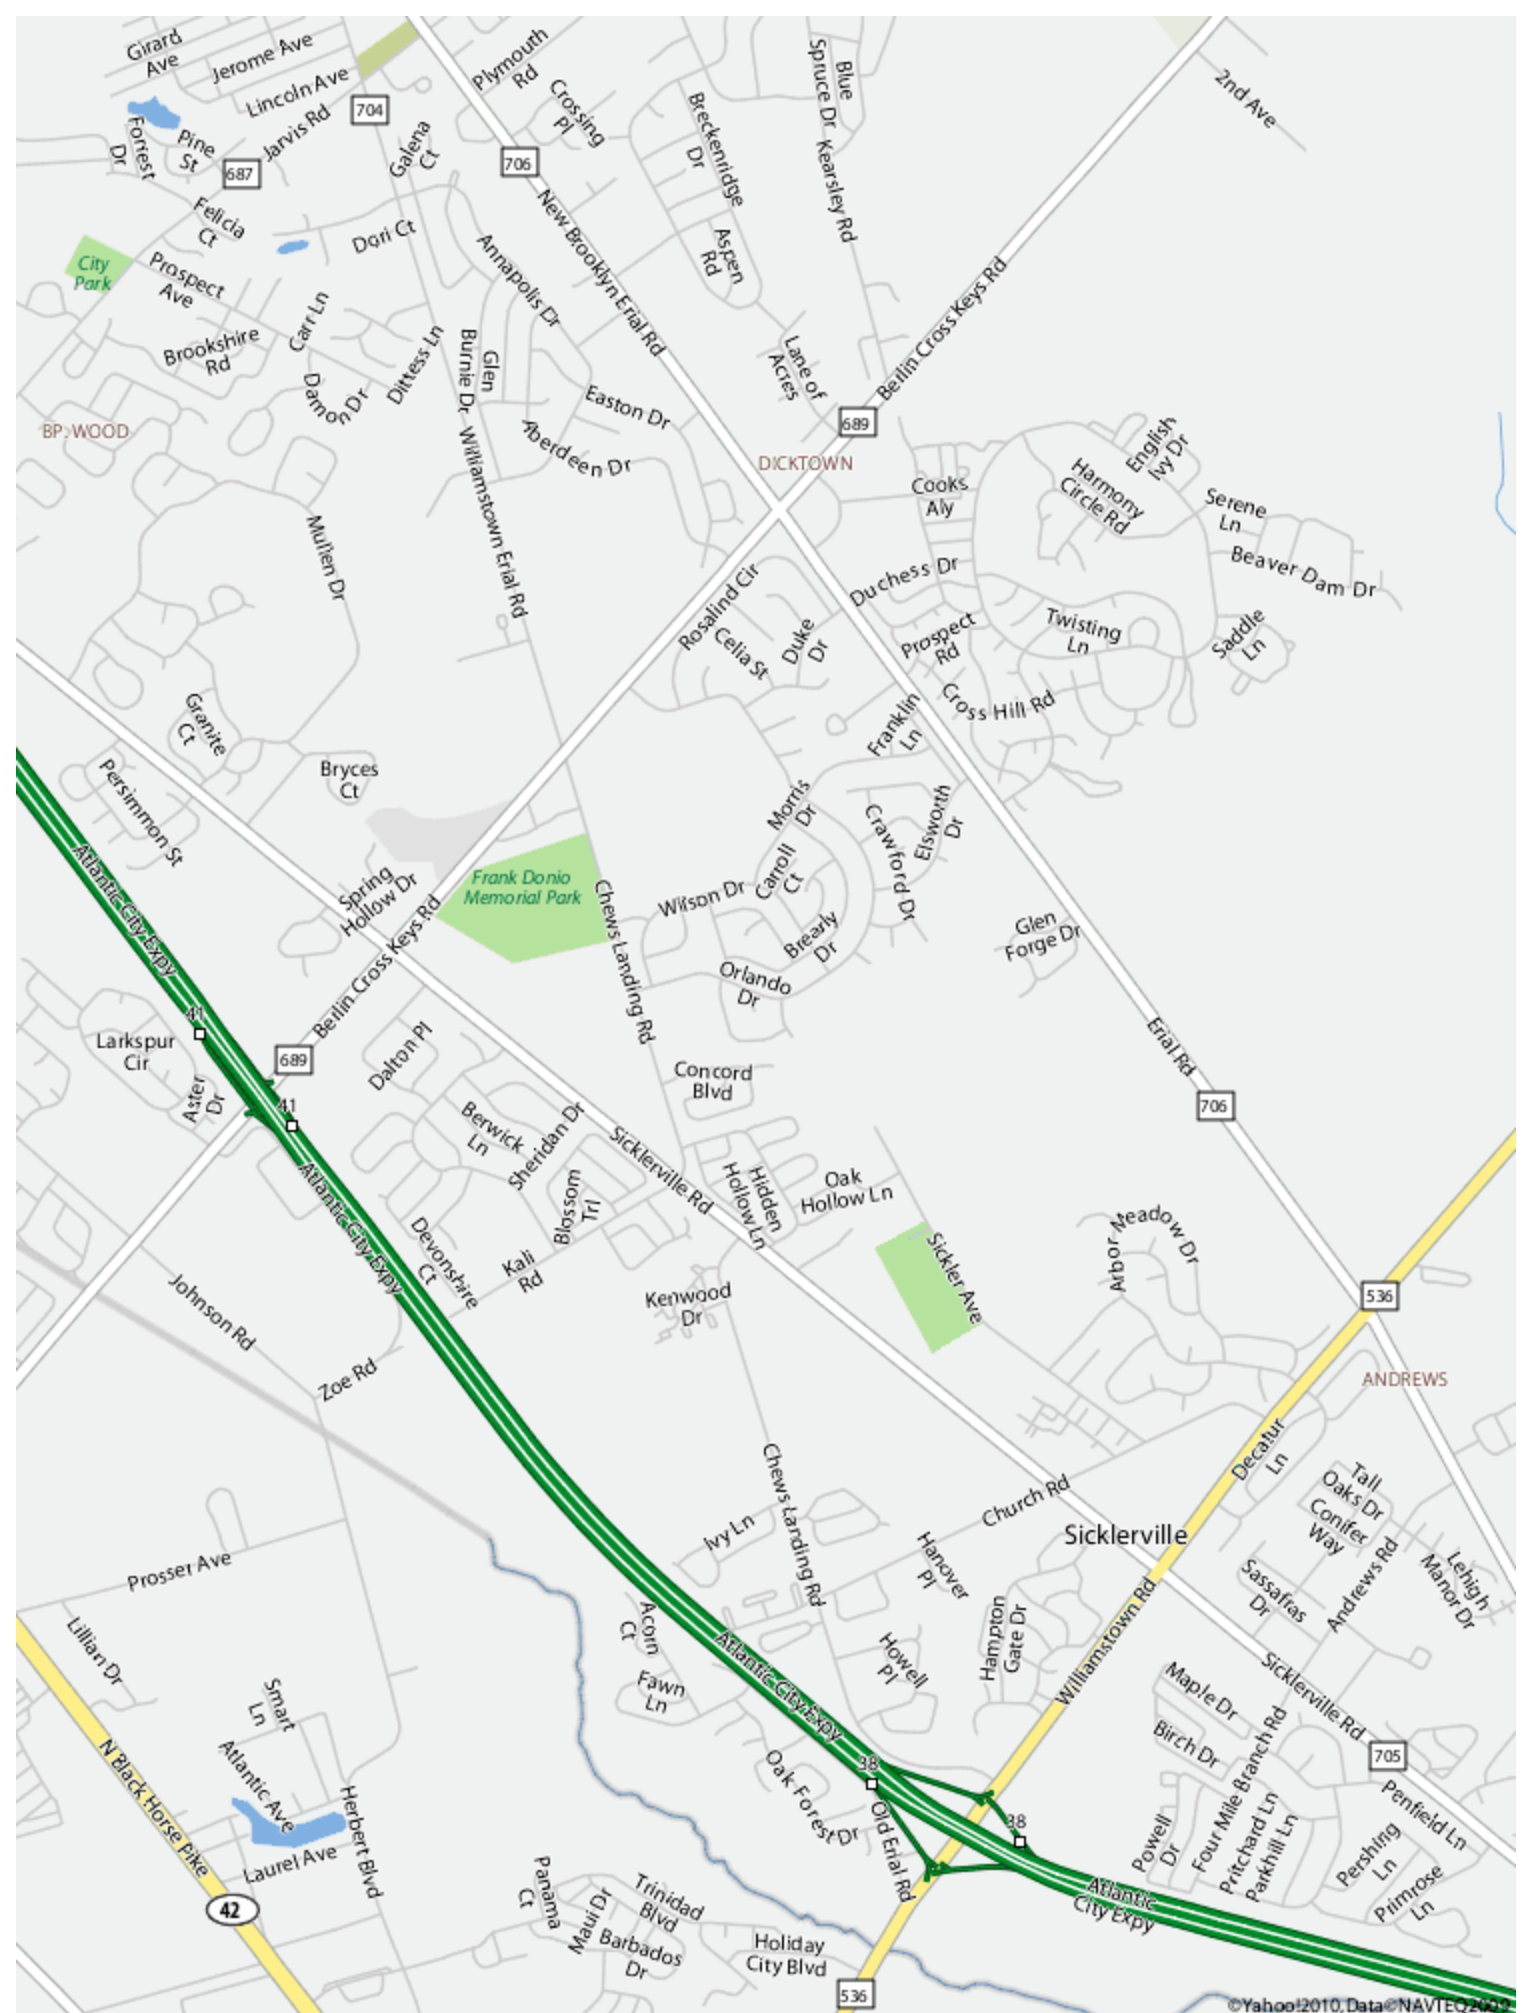 Girard
Ave
Jerome Ave
Lincoln Ave
704
Plymouth
Rd
Crossing
Pl
Blue
Spruce Dr
2nd Ave
Forrest
Dr
Pine
St
Jarvis Rd
687
Galena
Ct
706
Breckenridge
Dr
Kearsley Rd
Felicia
Ct
Dori Ct
New Brooklyn Erial Rd
Aspen
Rd
City
Park
Prospect
Ave
Annapolis Dr
Berlin Cross Keys Rd
Carr Ln
Brookshire
Rd
Damon Dr
Dittess Ln
Glen
Burnie Dr
Lane of
Acres
Easton Dr
689
BP. WOOD
Aberdeen Dr
DICKTOWN
English
Ivy Dr
Harmony
Circle Rd
Cooks
Aly
Serene
Ln
Beaver Dam Dr
Williamstown Erial Rd
Mullen Dr
Duchess Dr
Rosalind Cir
Celia St
Duke
Dr
Prospect
Rd
Twisting
Ln
Saddle
Ln
Granite
Ct
Cross Hill Rd
Franklin
Ln
Bryces
Ct
Persimmon St
Morris
Dr
Crawford Dr
Elsworth
Dr
Atlantic City Expy
Spring
Hollow Dr
Frank Donio
Memorial Park
Carroll
Ct
Wilson Dr
Chews Landing Rd
Brearly
Dr
Orlando
Dr
Glen
Forge Dr
Berlin Cross Keys Rd
41
Larkspur
Cir
689
Dalton Pl
Erial Rd
Aster
Dr
41
Concord
Blvd
706
Berwick
Ln
Sheridan Dr
Sicklerville Rd
Blossom
Trl
Hidden
Hollow Ln
Oak
Hollow Ln
Atlantic City Expy
Devonshire
Ct
Kali
Rd
Sickler Ave
Arbor Meadow Dr
Johnson Rd
Kenwood
Dr
536
Zoe Rd
ANDREWS
Decatur
Ln
Chews Landing Rd
Church Rd
Tall
Oaks Dr
Conifer
Way
Ivy Ln
Sicklerville
Hanover
Pl
Prosser Ave
Sassafras
Dr
Andrews Rd
Lehigh
Manor Dr
Lillian Dr
Acorn
Ct
Hampton
Gate Dr
Williamstown Rd
Howell
Pl
Atlantic City Expy
Fawn
Ln
Smart
Ln
Maple Dr
Sicklerville Rd
Birch Dr
705
N Black Horse Pike
Atlantic Ave
38
Oak Forest Dr
Old Erial Rd
38
Four Mile Branch Rd
Penfield Ln
Powell
Dr
Pritchard Ln
Parkhill Ln
Pershing
Ln
Primrose
Ln
Herbert Blvd
Laurel Ave
42
Panama
Ct
Maui Dr
Trinidad
Blvd
Barbados
Dr
Holiday
City Blvd
Atlantic
City Expy
536
©Yahoo!2010, Data©NAVTEQ2009